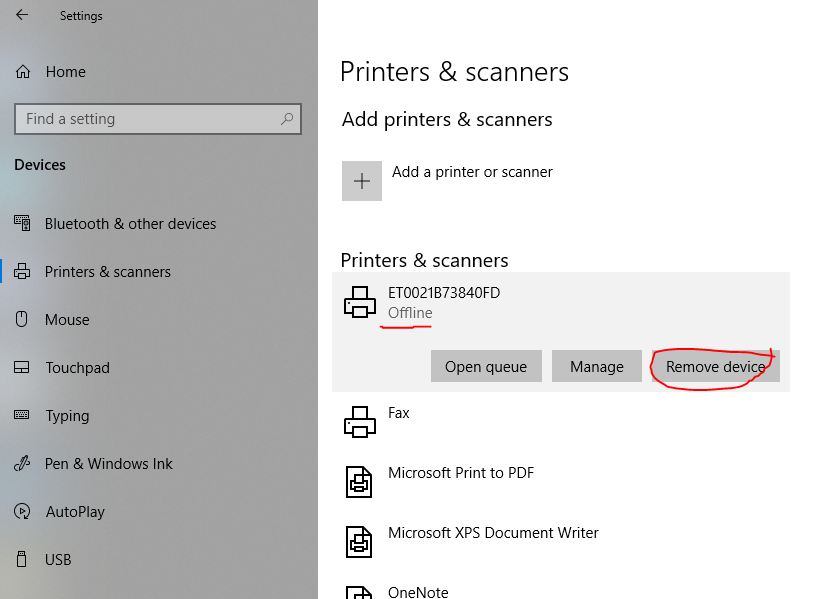 Settings
Home
Find a setting
Devices
Bluetooth & other devices
Printers & scanners
Mouse
Touchpad
Typing
Pen & Windows Ink
AutoPlay
USB
Printers & scanners
Add printers & scanners
Add a printer or scanner
Printers & scanners
ET0021B73840FD
Offline
Open queue Manage Remove device
Fax
Microsoft Print to PDF
Microsoft XPS Document Writer
OneNote